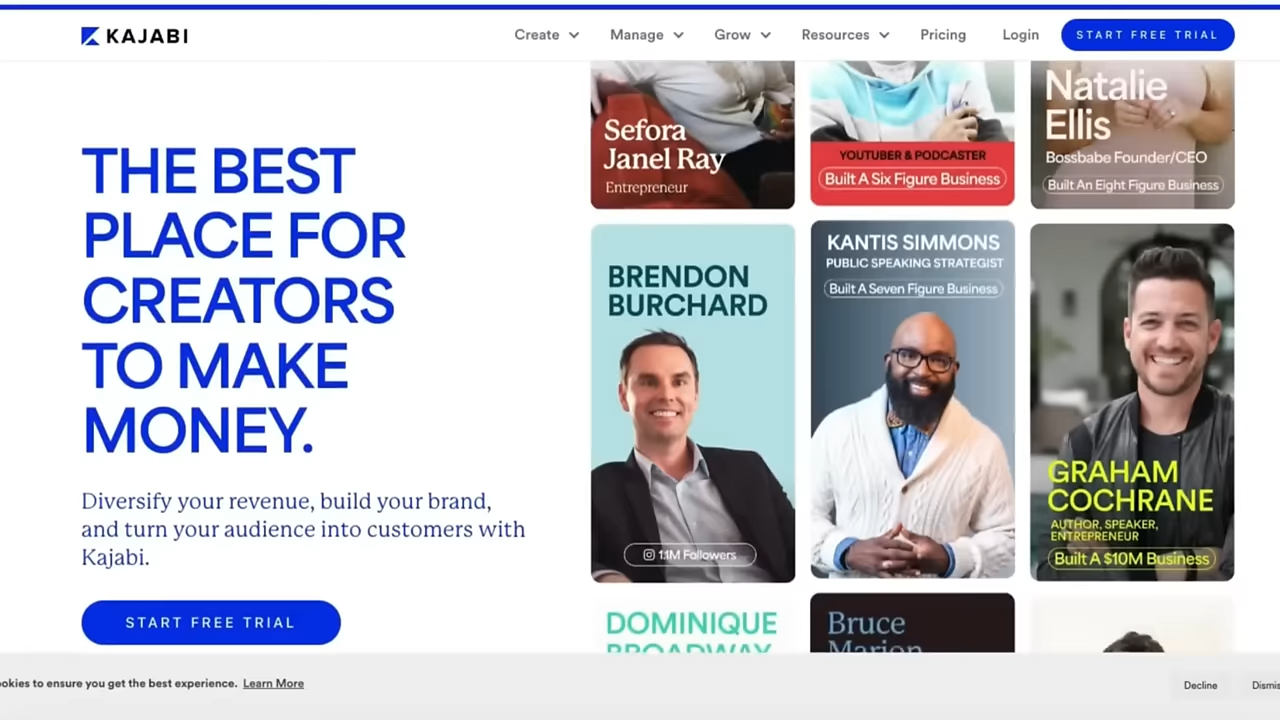 KAJABI
Create
Manage
Grow
Resources
Pricing
Login
START FREE TRIAL
THE BEST
PLACE FOR
CREATORS
TO MAKE
MONEY.
Diversify your revenue, build your brand,
and turn your audience into customers with
Kajabi.
START FREE TRIAL
Sefora
Janel Ray
Entrepreneur
YOUTUBER & PODCASTER
Built A Six Figure Business
Natalie
Ellis
Bossbabe Founder/CEO
Built An Eight Figure Business
BRENDON
BURCHARD
1.1M Followers
KANTIS SIMMONS
PUBLIC SPEAKING STRATEGIST
Built A Seven Figure Business
GRAHAM
COCHRANE
AUTHOR, SPEAKER,
ENTREPRENEUR
Built A $10M Business
DOMINIQUE
BROADWAY
Bruce
Marion
ookies to ensure you get the best experience. Learn More
Decline
Dismis